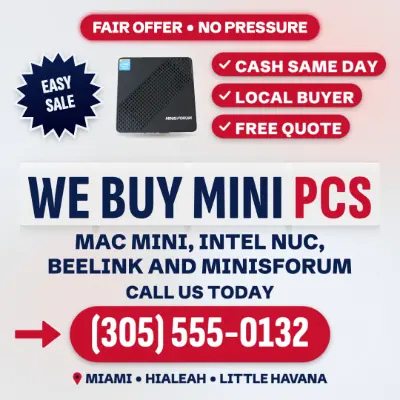 FAIR OFFER • NO PRESSURE
EASY
SALE
MINISFORUM
✓ CASH SAME DAY
✓ LOCAL BUYER
✓ FREE QUOTE
WE BUY MINI PCS
MAC MINI, INTEL NUC,
BEELINK AND MINISFORUM
CALL US TODAY
(305) 555-0132
MIAMI • HIALEAH • LITTLE HAVANA